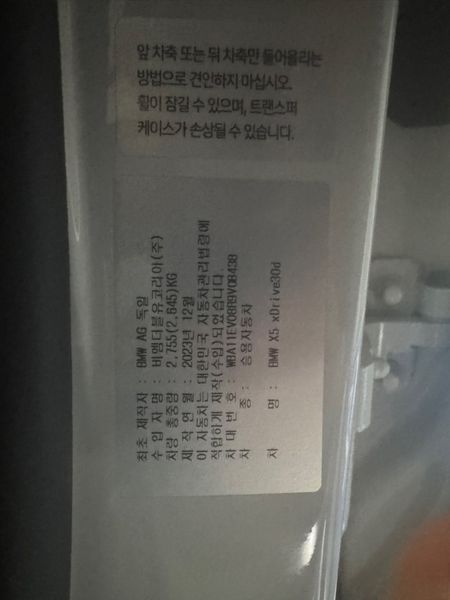 앞 차축 또는 뒤 차축만 들어올리는
방법으로 견인하지 마십시오.
휠이 잠길 수 있으며, 트랜스퍼
케이스가 손상될 수 있습니다.
최초 제작자 : BMW AG 독일
수 입 자 명 : 비엠더블유코리아(주)
차량 총중량 : 2,755(2,645)KG
제 작 연 월 : 2023년 12월
이 자동차는 대한민국 자동차관리법령에
적합하게 제작(수입)되었습니다.
차 대 번 호 : WBA11EV08R9V0843B
차 종 : 승용자동차
차 명 : BMW X5 xDrive30d